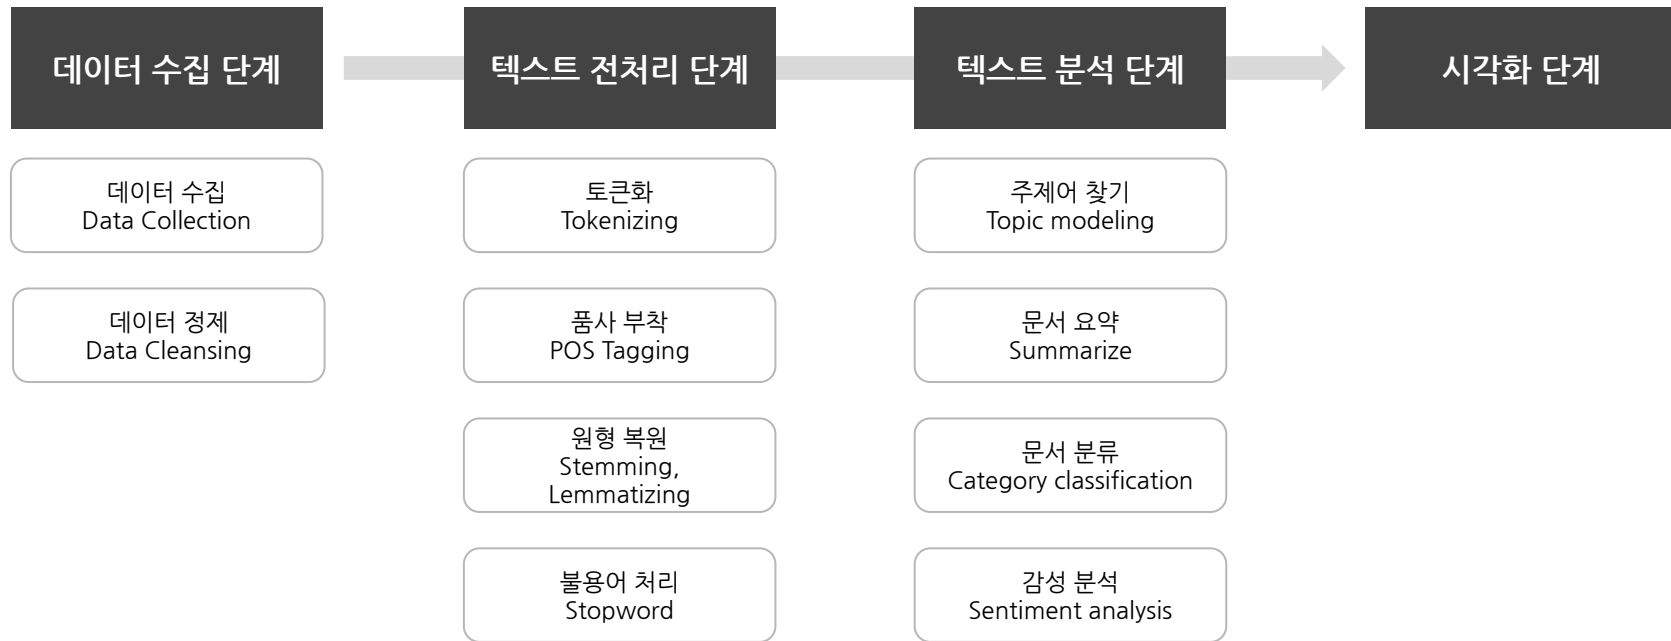 데이터 수집 단계
텍스트 전처리 단계
텍스트 분석 단계
시각화 단계
데이터 수집
Data Collection
데이터 정제
Data Cleansing
토큰화
Tokenizing
품사 부착
POS Tagging
원형 복원
Stemming,
Lemmatizing
불용어 처리
Stopword
주제어 찾기
Topic modeling
문서 요약
Summarize
문서 분류
Category classification
감성 분석
Sentiment analysis